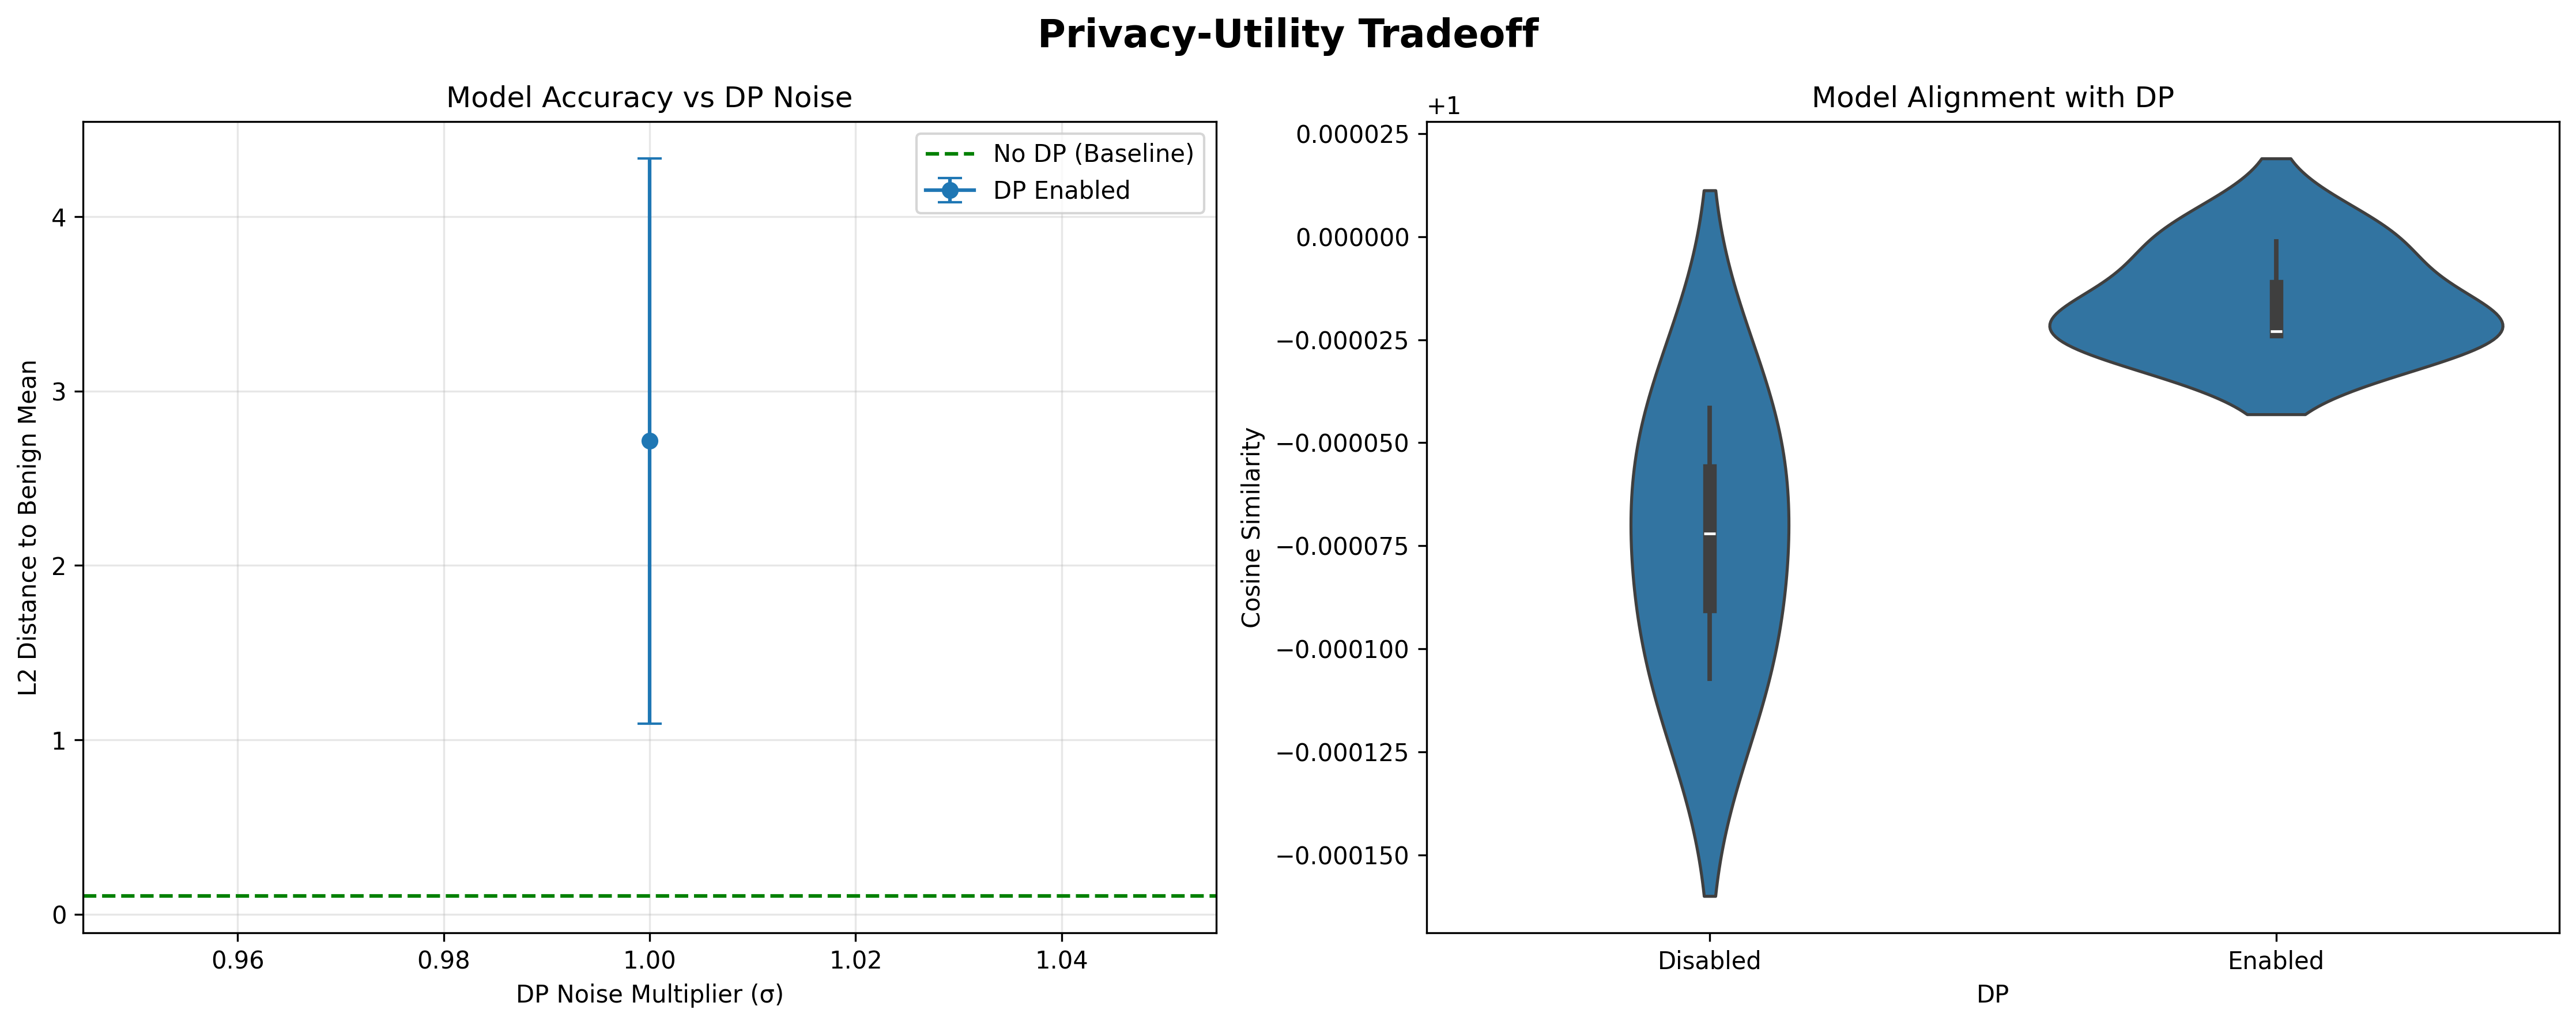 Privacy-Utility Tradeoff
Model Accuracy vs DP Noise
No DP (Baseline)
DP Enabled
L2 Distance to Benign Mean
4
3
2
1
0
0.96
0.98
1.00
1.02
1.04
DP Noise Multiplier (σ)
Model Alignment with DP
+1
Cosine Similarity
0.000025
0.000000
−0.000025
−0.000050
−0.000075
−0.000100
−0.000125
−0.000150
Disabled
Enabled
DP